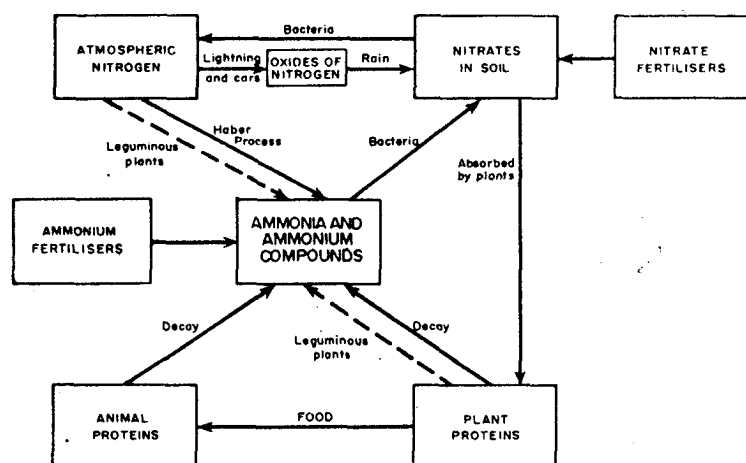 Bacteria
ATMOSPHERIC
NITROGEN
Lightning
and cars
OXIDES OF
NITROGEN
Rain
NITRATES
IN SOIL
NITRATE
FERTILISERS
Haber
Process
Leguminous
plants
Bacteria
Absorbed
by plants
AMMONIUM
FERTILISERS
AMMONIA AND
AMMONIUM
COMPOUNDS
Decay
Leguminous
plants
Decay
ANIMAL
PROTEINS
FOOD
PLANT
PROTEINS